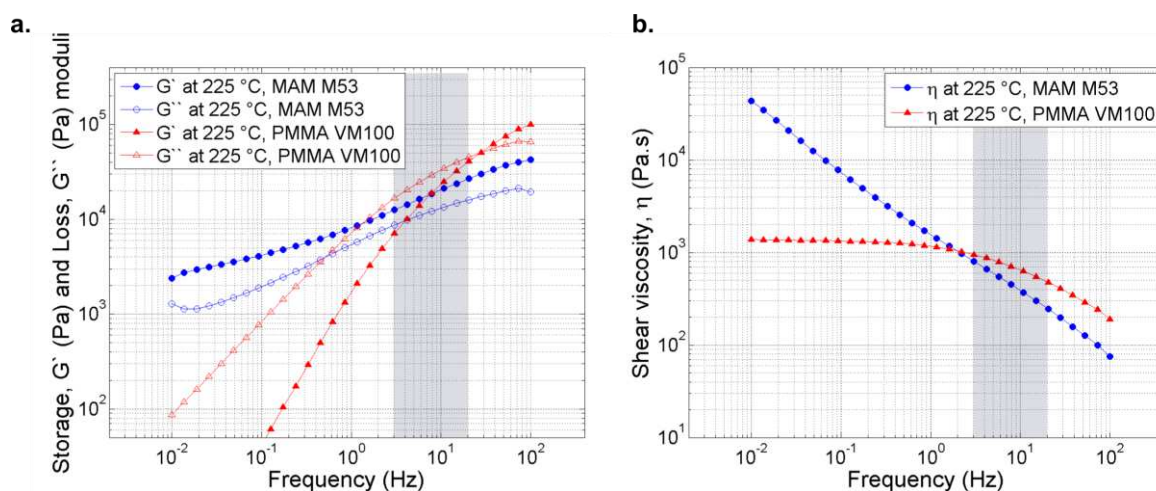 a.
Storage, G` (Pa) and Loss, G`` (Pa) moduli
10^5
10^4
10^3
10^2
G` at 225 °C, MAM M53
G`` at 225 °C, MAM M53
G` at 225 °C, PMMA VM100
G`` at 225 °C, PMMA VM100
10^-2 10^-1 10^0 10^1 10^2
Frequency (Hz)
b.
Shear viscosity, η (Pa.s)
10^5
10^4
10^3
10^2
10^1
η at 225 °C, MAM M53
η at 225 °C, PMMA VM100
10^-2 10^-1 10^0 10^1 10^2
Frequency (Hz)